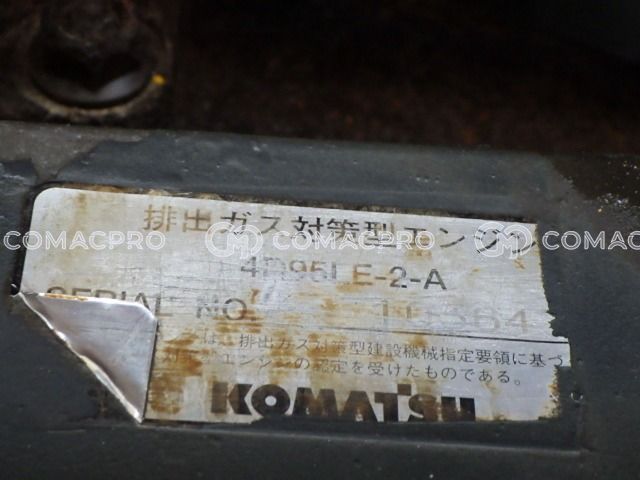 排出ガス対策型エンジン
4D95LE-2-A
SERIAL NO
は、排出ガス対策型建設機械指定要領に基づ
エンジンの認定を受けたものである。
KOMATSU
COMACPRO COMACPRO COMACPRO COMACPRO